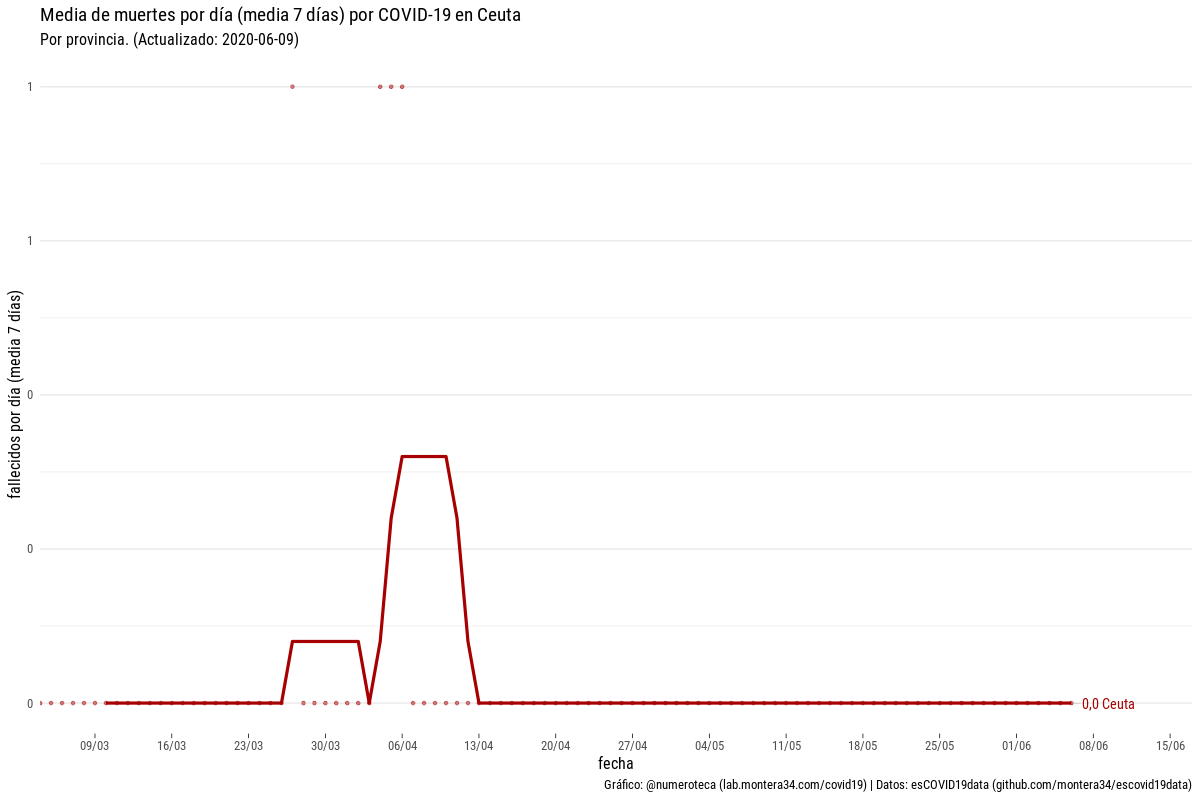 Media de muertes por día (media 7 días) por COVID-19 en Ceuta
Por provincia. (Actualizado: 2020-06-09)
fallecidos por día (media 7 días)
1
1
0
0
0
0,0 Ceuta
09/03 16/03 23/03 30/03 06/04 13/04 20/04 27/04 04/05 11/05 18/05 25/05 01/06 08/06 15/06
fecha
Gráfico: @numeroteca (lab.montera34.com/covid19) | Datos: esCOVID19data (github.com/montera34/escovid19data)